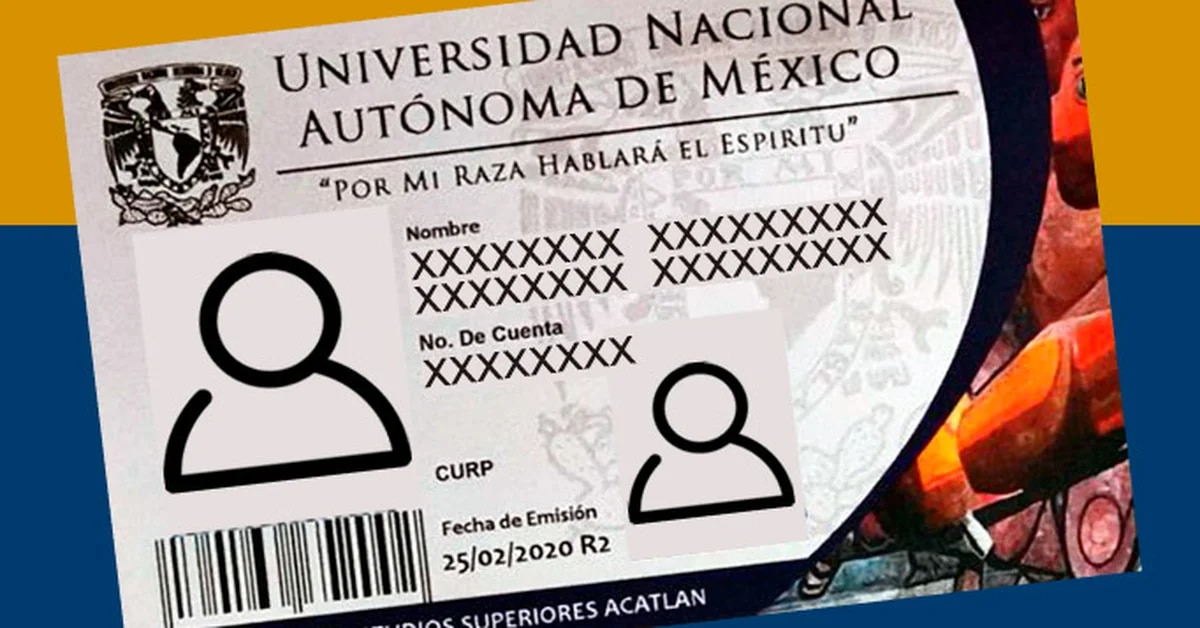 UNIVERSIDAD NACIONAL
AUTÓNOMA DE MÉXICO
“POR MI RAZA HABLARÁ EL ESPIRITU”
Nombre
XXXXXXXX XXXXXXXXX
XXXXXXXX XXXXXXXXX
No. De Cuenta
XXXXXXXX
CURP
Fecha de Emisión
25/02/2020 R2
SUPERIORES ACATLAN